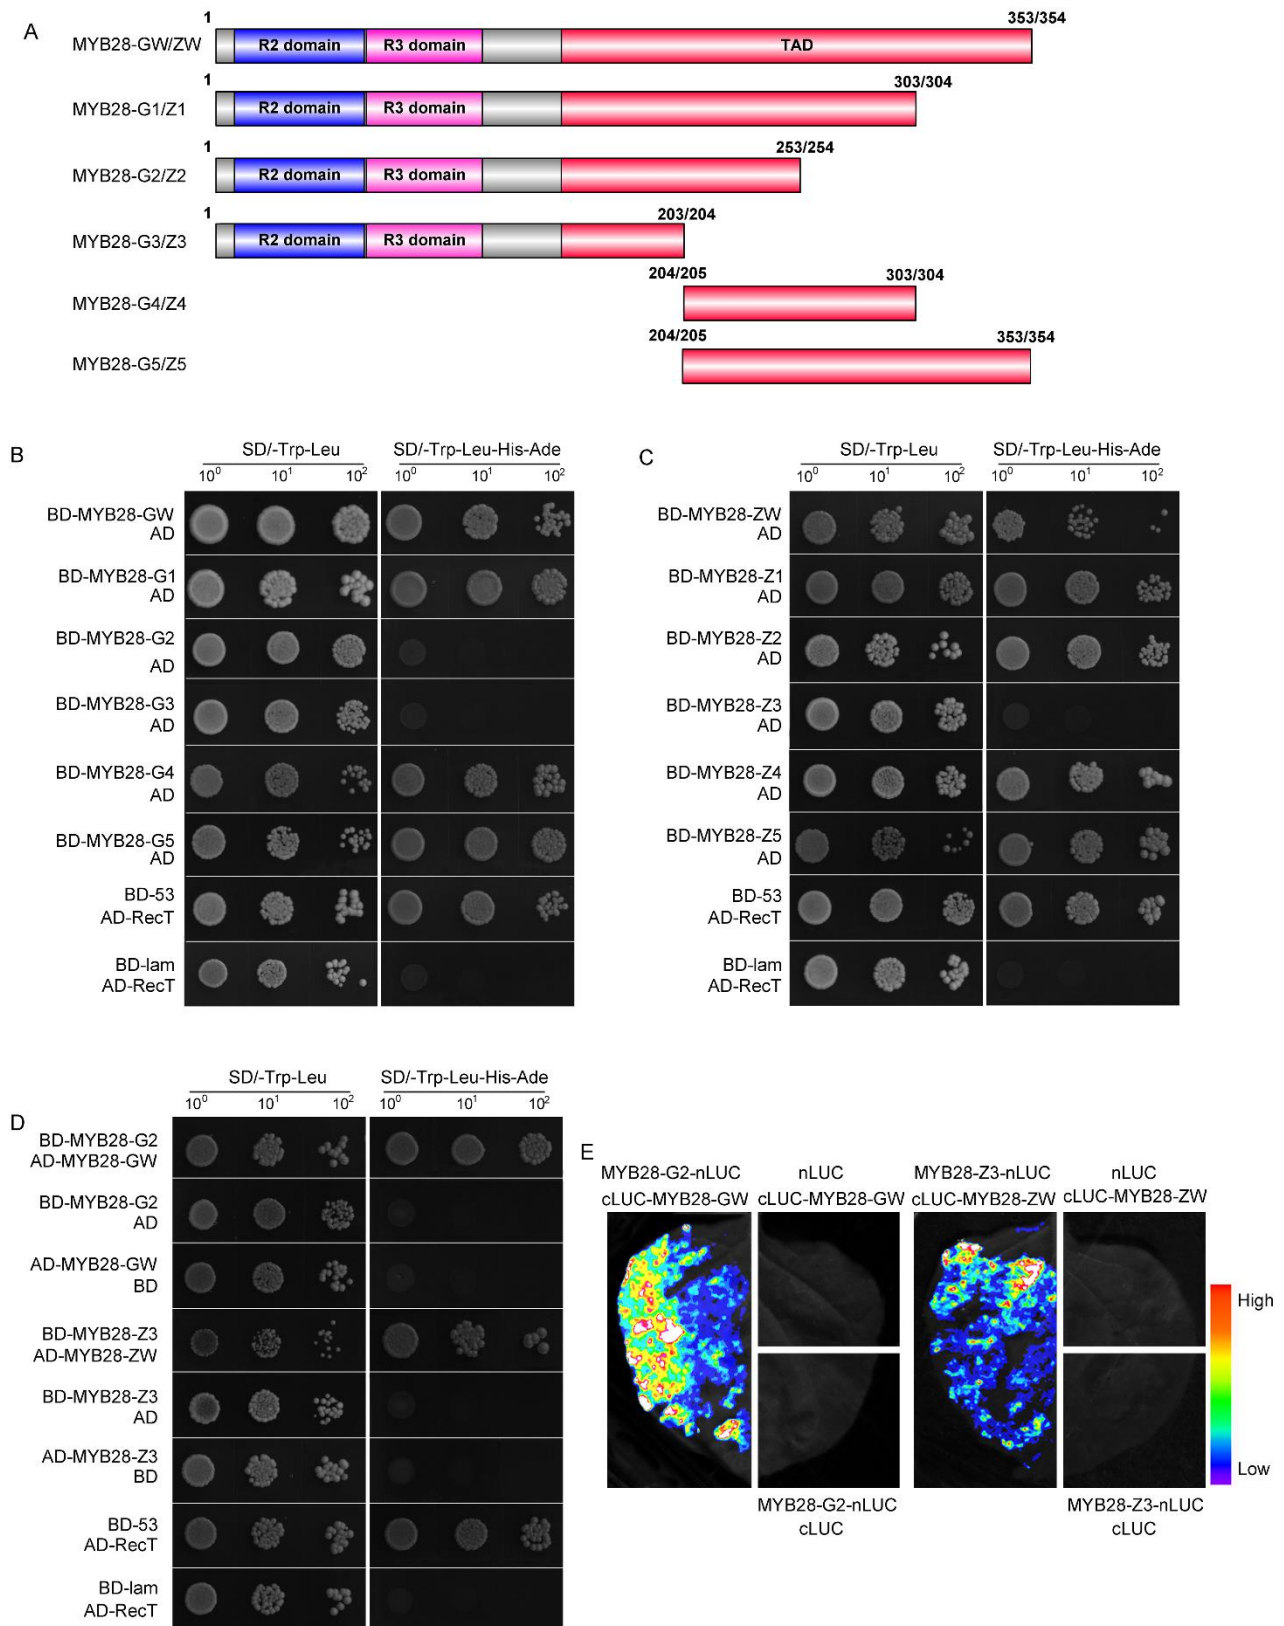 A
1
353/354
MYB28-GW/ZW
R2 domain
R3 domain
TAD
1
303/304
MYB28-G1/Z1
R2 domain
R3 domain
1
253/254
MYB28-G2/Z2
R2 domain
R3 domain
1
203/204
MYB28-G3/Z3
R2 domain
R3 domain
204/205
303/304
MYB28-G4/Z4
204/205
353/354
MYB28-G5/Z5
B
SD/-Trp-Leu
SD/-Trp-Leu-His-Ade
10⁰ 10¹ 10² 10⁰ 10¹ 10²
BD-MYB28-GW
AD
BD-MYB28-G1
AD
BD-MYB28-G2
AD
BD-MYB28-G3
AD
BD-MYB28-G4
AD
BD-MYB28-G5
AD
BD-53
AD-RecT
BD-lam
AD-RecT
C
SD/-Trp-Leu
SD/-Trp-Leu-His-Ade
10⁰ 10¹ 10² 10⁰ 10¹ 10²
BD-MYB28-ZW
AD
BD-MYB28-Z1
AD
BD-MYB28-Z2
AD
BD-MYB28-Z3
AD
BD-MYB28-Z4
AD
BD-MYB28-Z5
AD
BD-53
AD-RecT
BD-lam
AD-RecT
D
SD/-Trp-Leu
SD/-Trp-Leu-His-Ade
10⁰ 10¹ 10² 10⁰ 10¹ 10²
BD-MYB28-G2
AD-MYB28-GW
BD-MYB28-G2
AD
AD-MYB28-GW
BD
BD-MYB28-Z3
AD-MYB28-ZW
BD-MYB28-Z3
AD
AD-MYB28-Z3
BD
BD-53
AD-RecT
BD-lam
AD-RecT
E
MYB28-G2-nLUC
cLUC-MYB28-GW
nLUC
cLUC-MYB28-GW
MYB28-Z3-nLUC
cLUC-MYB28-ZW
nLUC
cLUC-MYB28-ZW
High
Low
MYB28-G2-nLUC
cLUC
MYB28-Z3-nLUC
cLUC